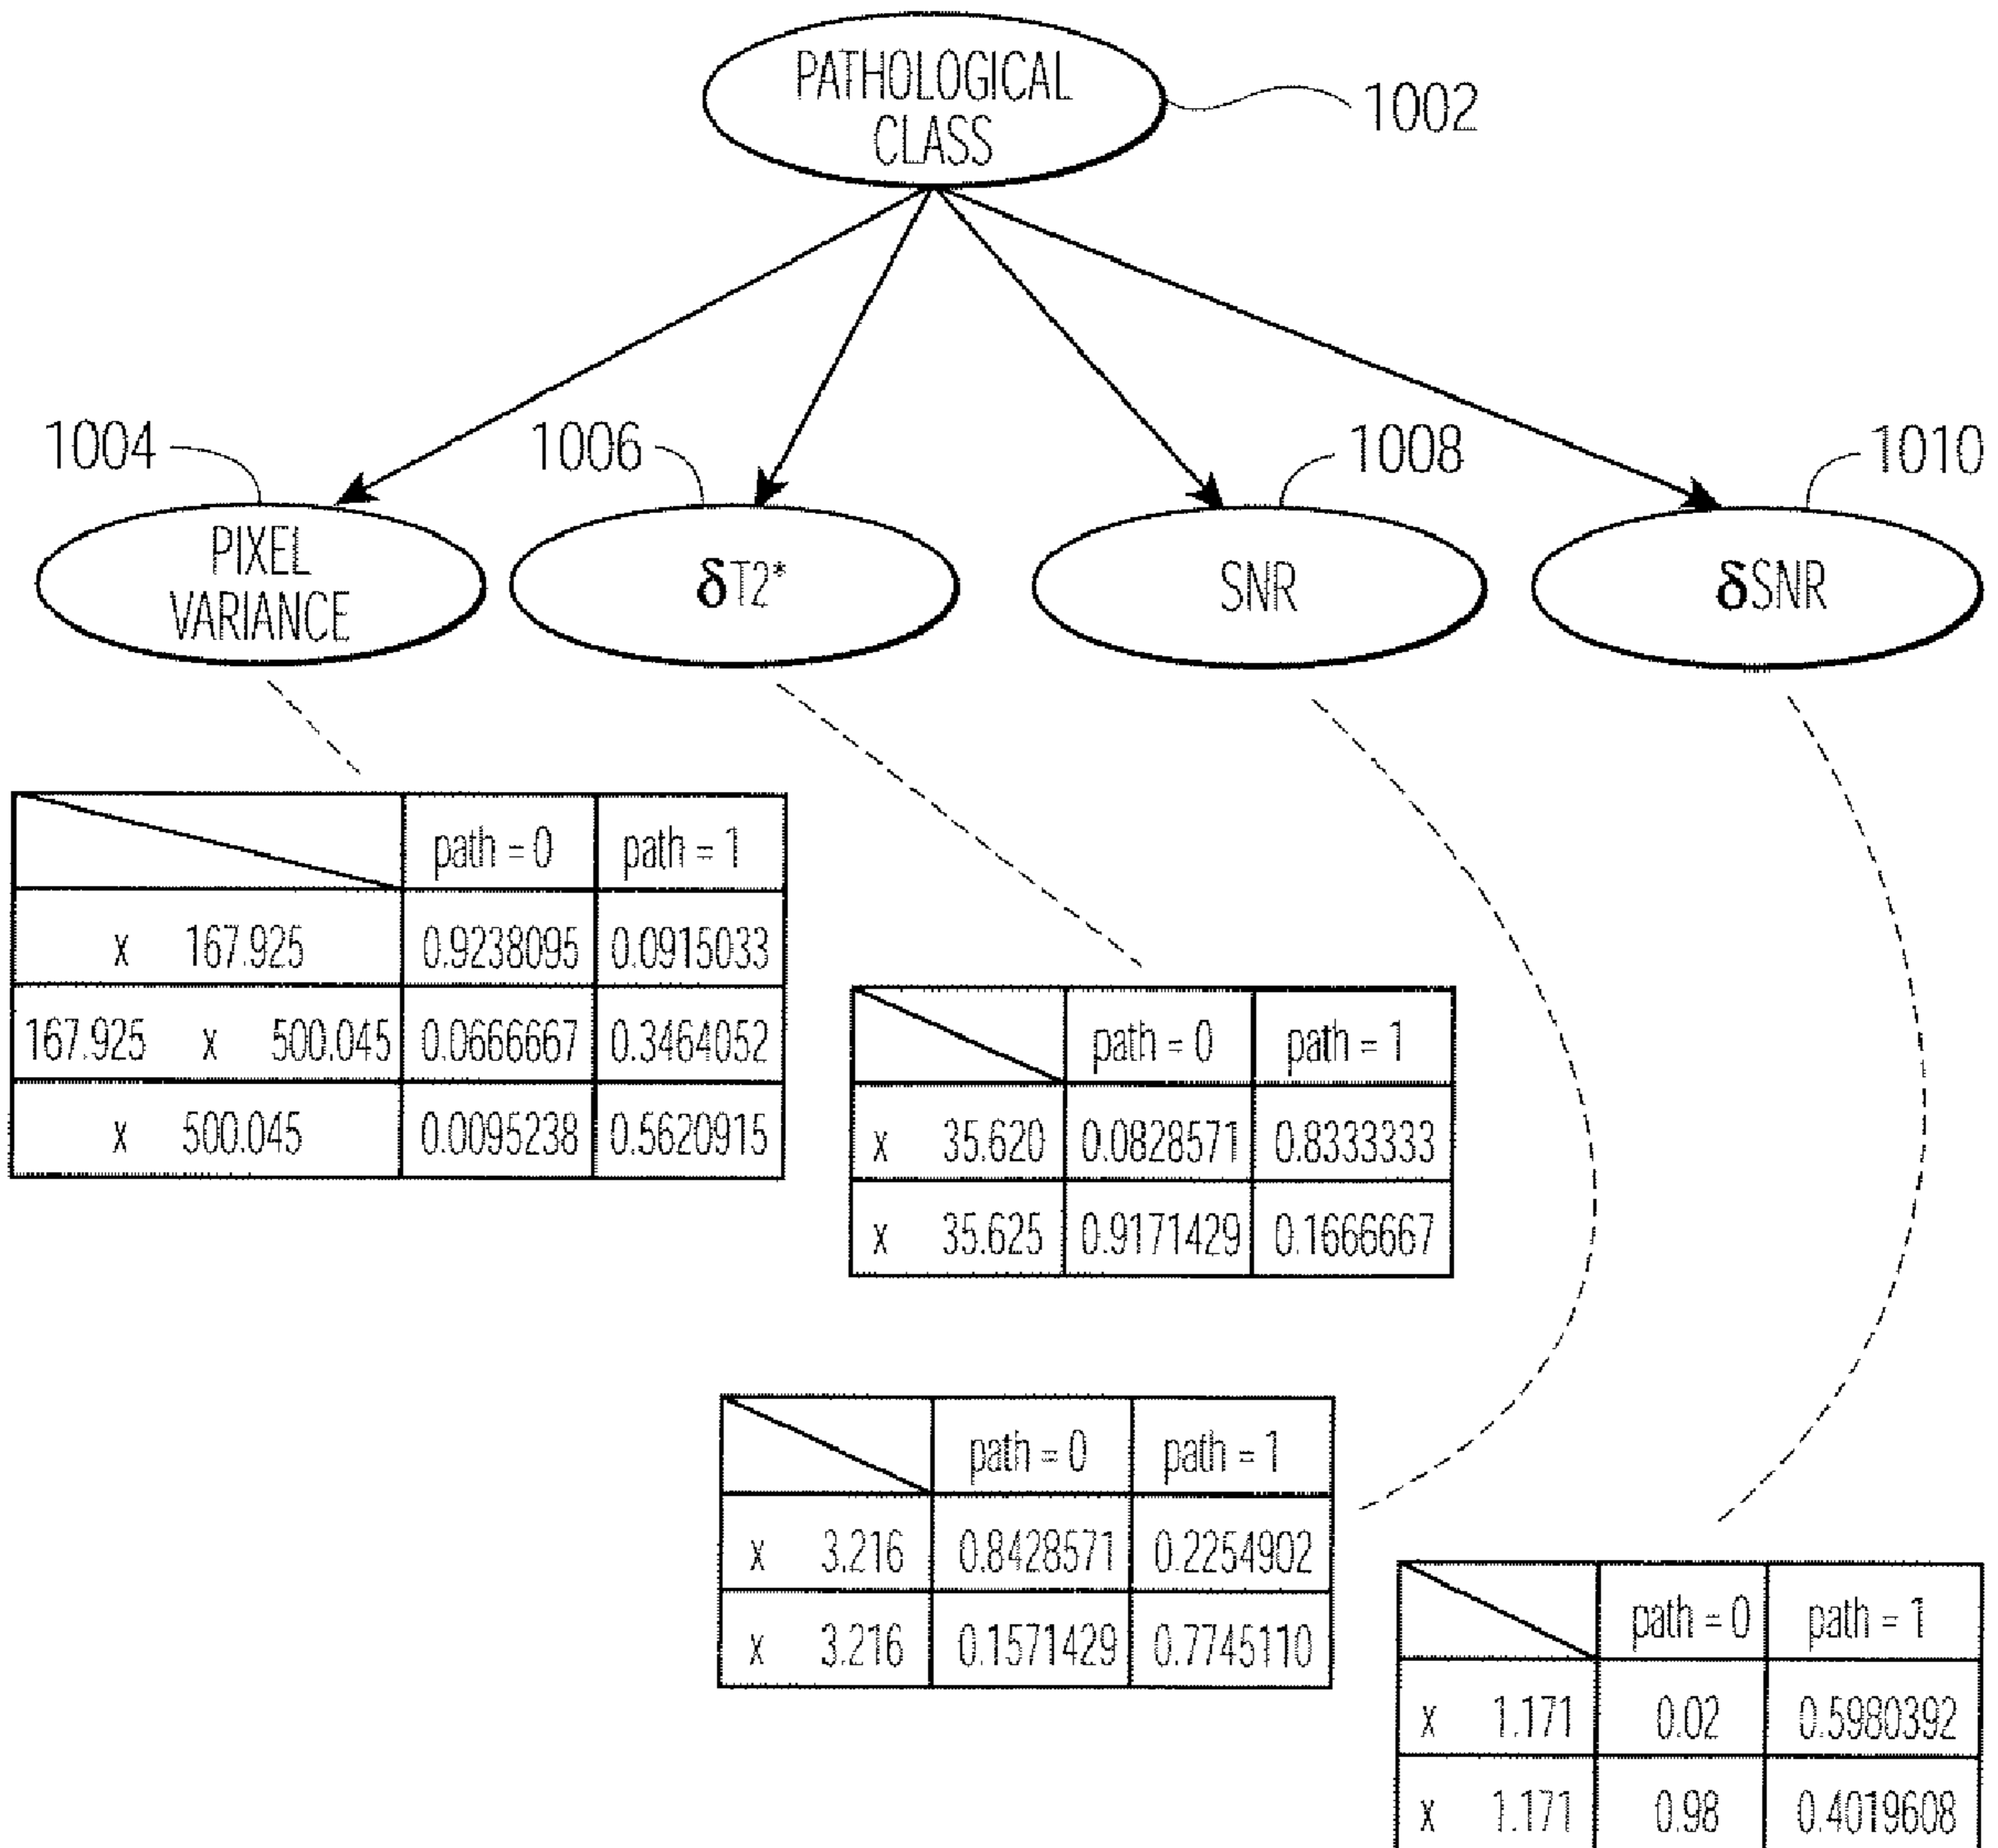 PATHOLOGICAL
CLASS
1002
1004
1006
1008
1010
PIXEL
VARIANCE
δT2*
SNR
δSNR
path = 0 path = 1
x 167.925 0.9238095 0.0915033
167.925 x 500.045 0.0666667 0.3464052
x 500.045 0.0095238 0.5620915
path = 0 path = 1
x 35.620 0.0828571 0.8333333
x 35.625 0.9171429 0.1666667
path = 0 path = 1
x 3.216 0.8428571 0.2254902
x 3.216 0.1571429 0.7745110
path = 0 path = 1
x 1.171 0.02 0.5980392
x 1.171 0.98 0.4019608